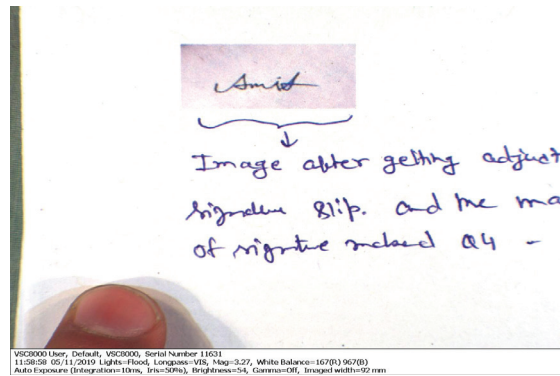 Amit
Image after getting adjust
signature slip. and the ma
of signture marked Q4 -
VSC8000 User, Default, VSC8000, Serial Number 11631
11:58:58 05/11/2019 Lights=Flood, Longpass=VIS, Mag=3.27, White Balance=167(R) 967(B)
Auto Exposure (Integration=10ms, Iris=50%), Brightness=54, Gamma=Off, Imaged width=92 mm